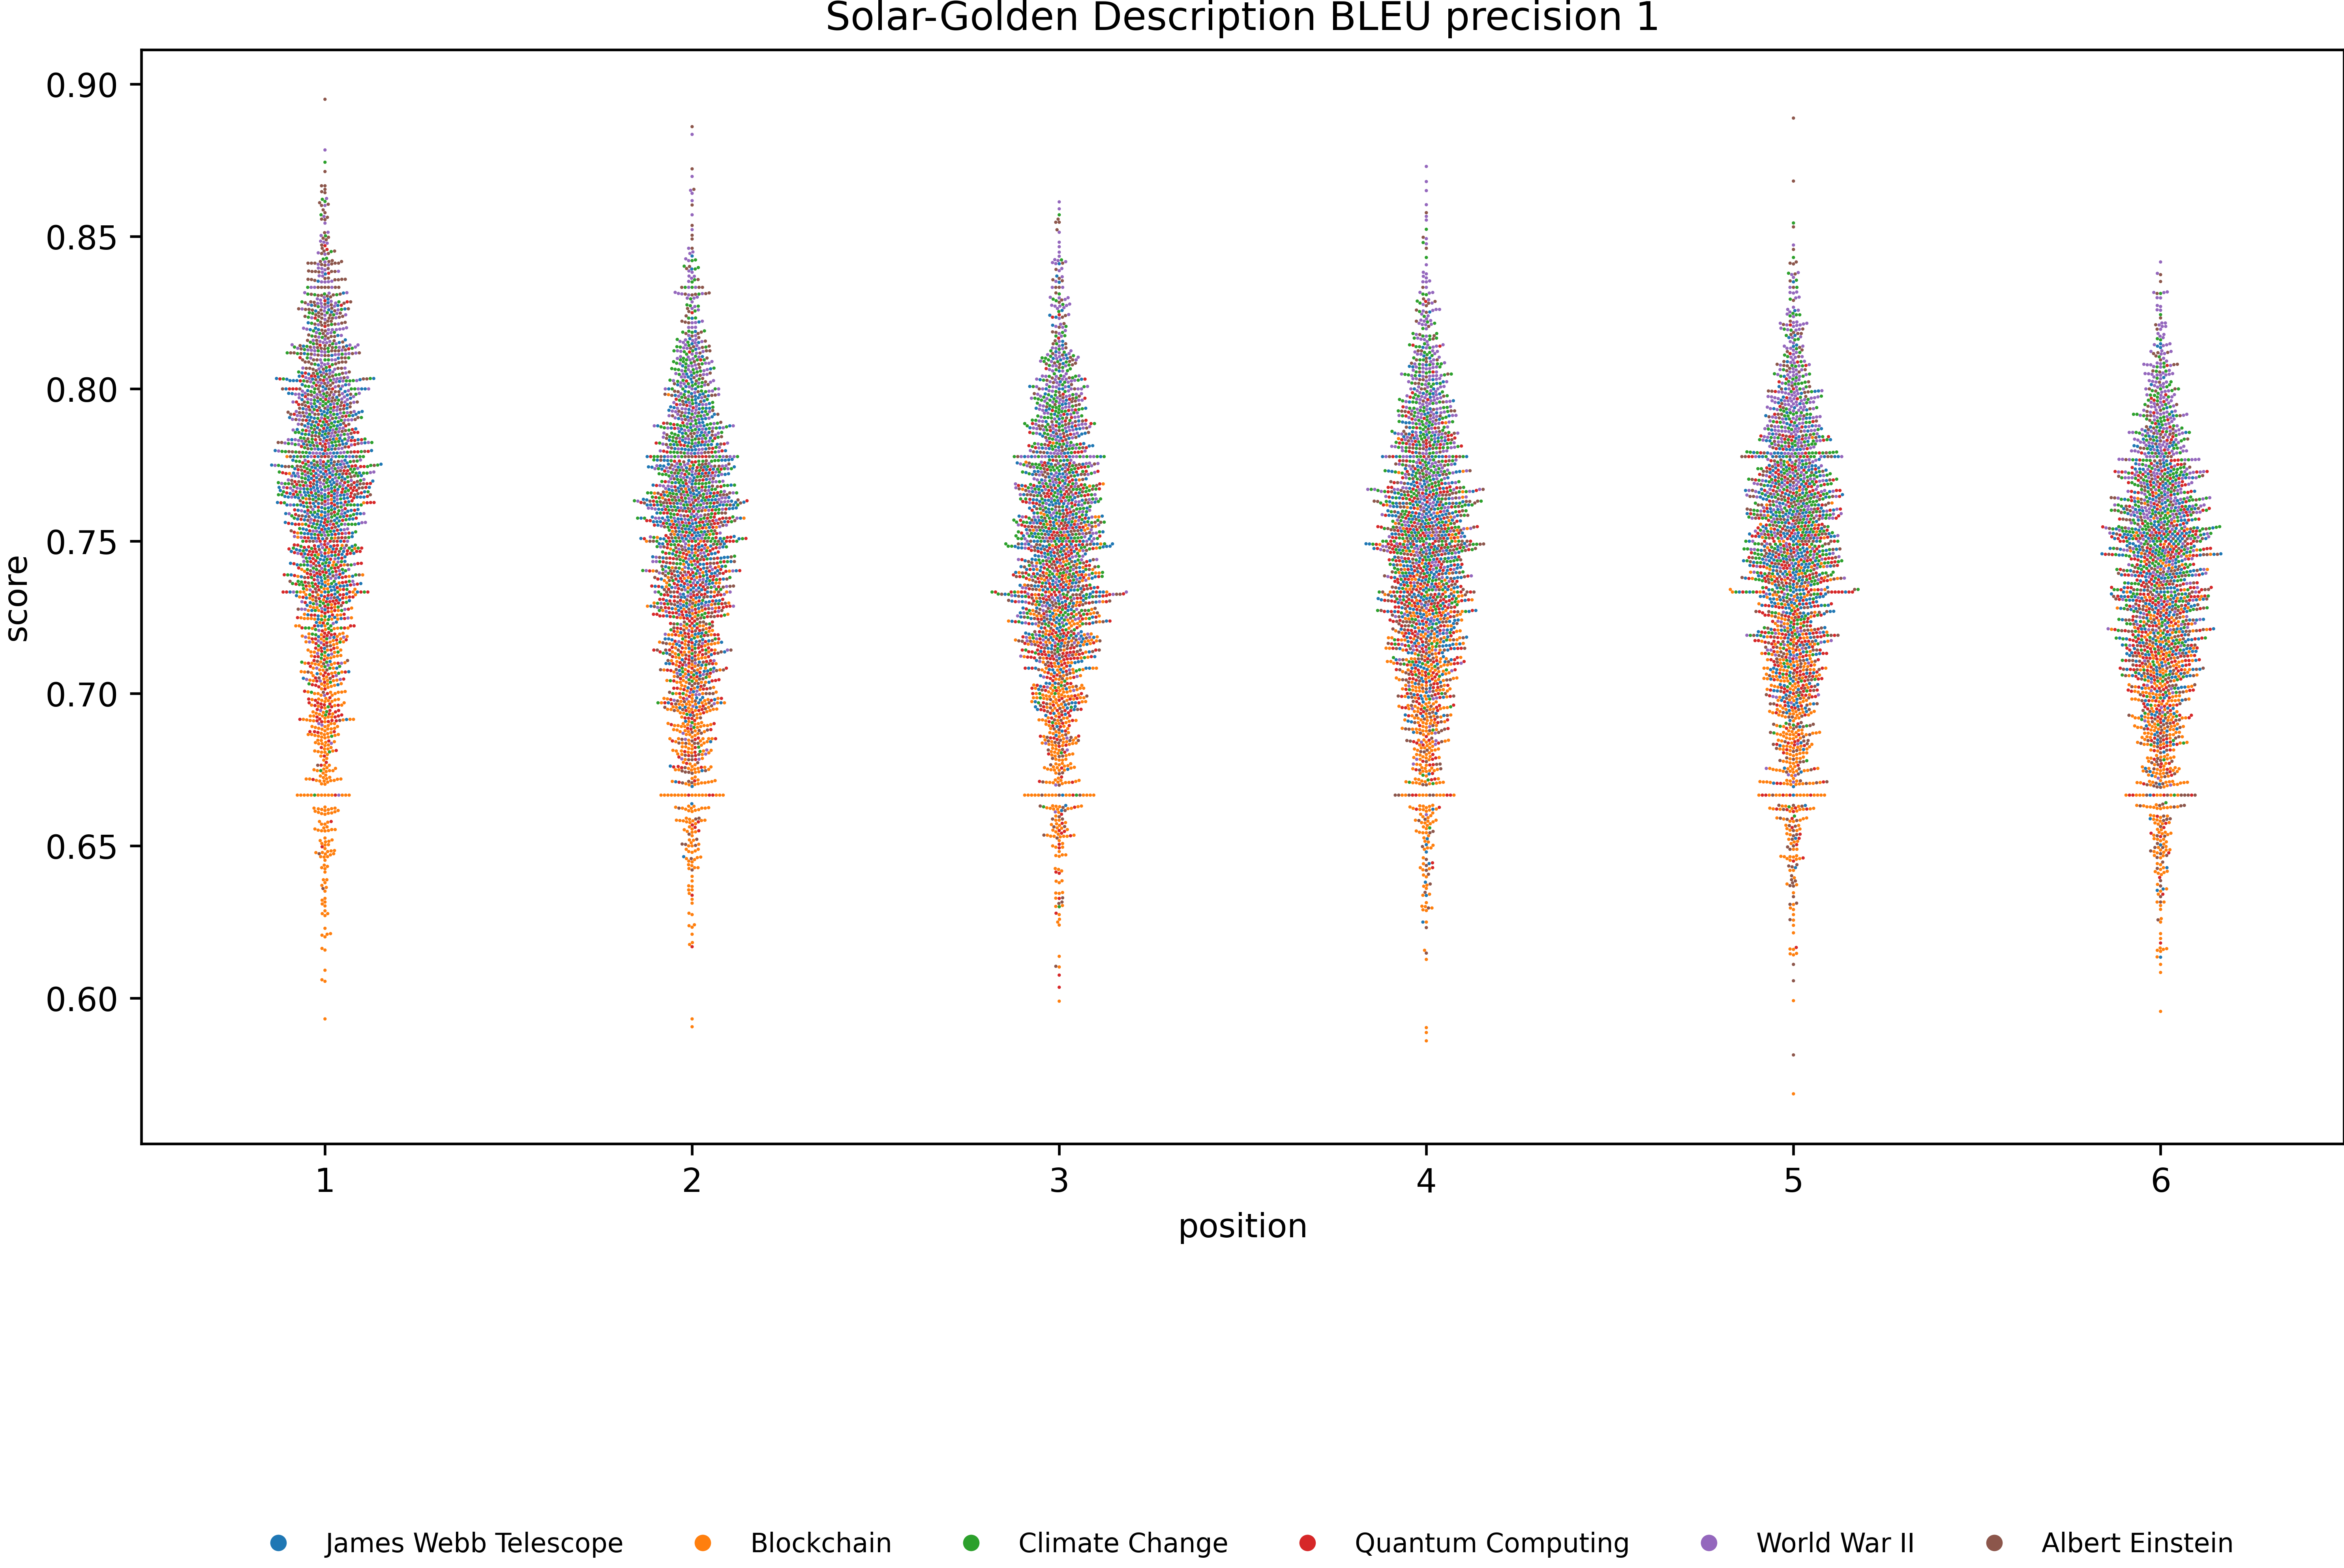 Solar-Golden Description BLEU precision 1
0.90
0.85
0.80
0.75
0.70
0.65
0.60
score
1 2 3 4 5 6
position
James Webb Telescope Blockchain Climate Change Quantum Computing World War II Albert Einstein